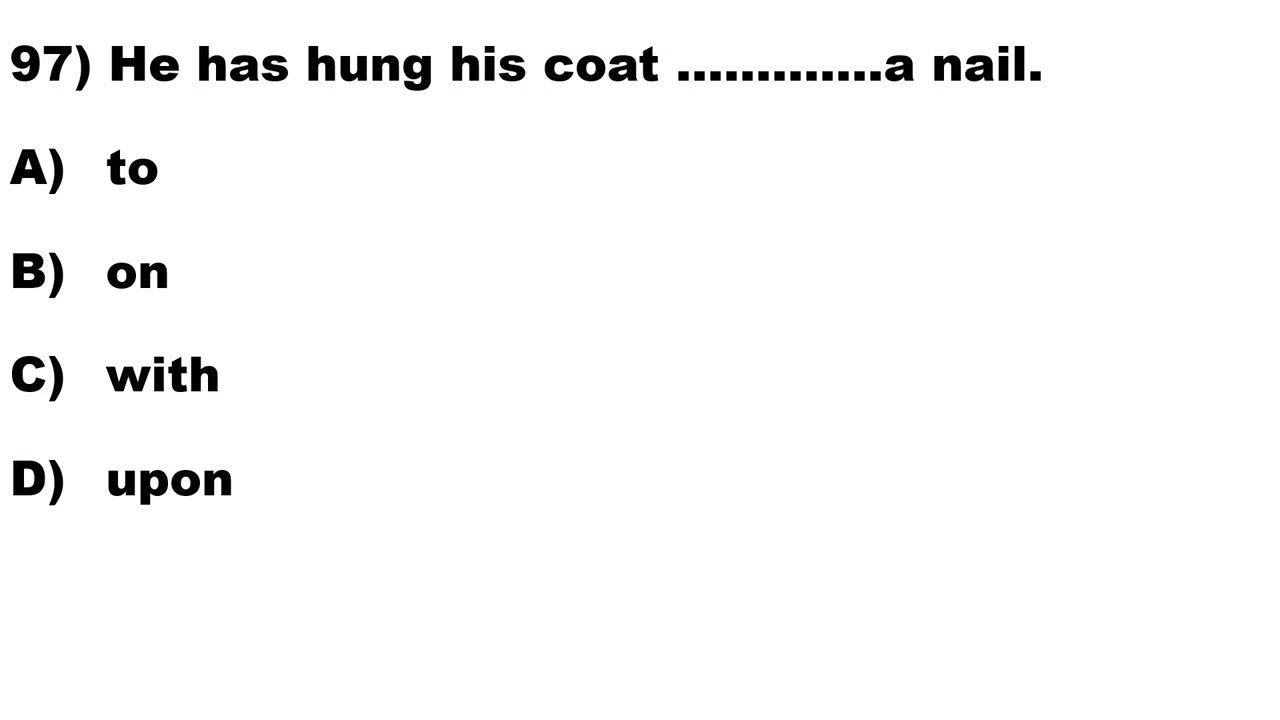 97) He has hung his coat .............a nail.
A) to
B) on
C) with
D) upon